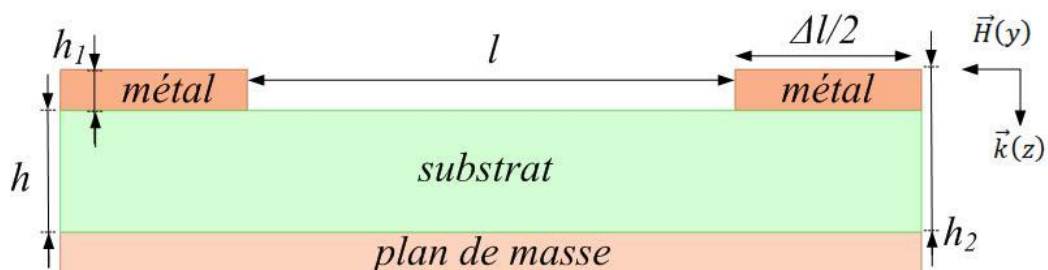 h₁
métal
l
Δl/2
métal
H⃗(y)
k⃗(z)
h
substrat
h₂
plan de masse